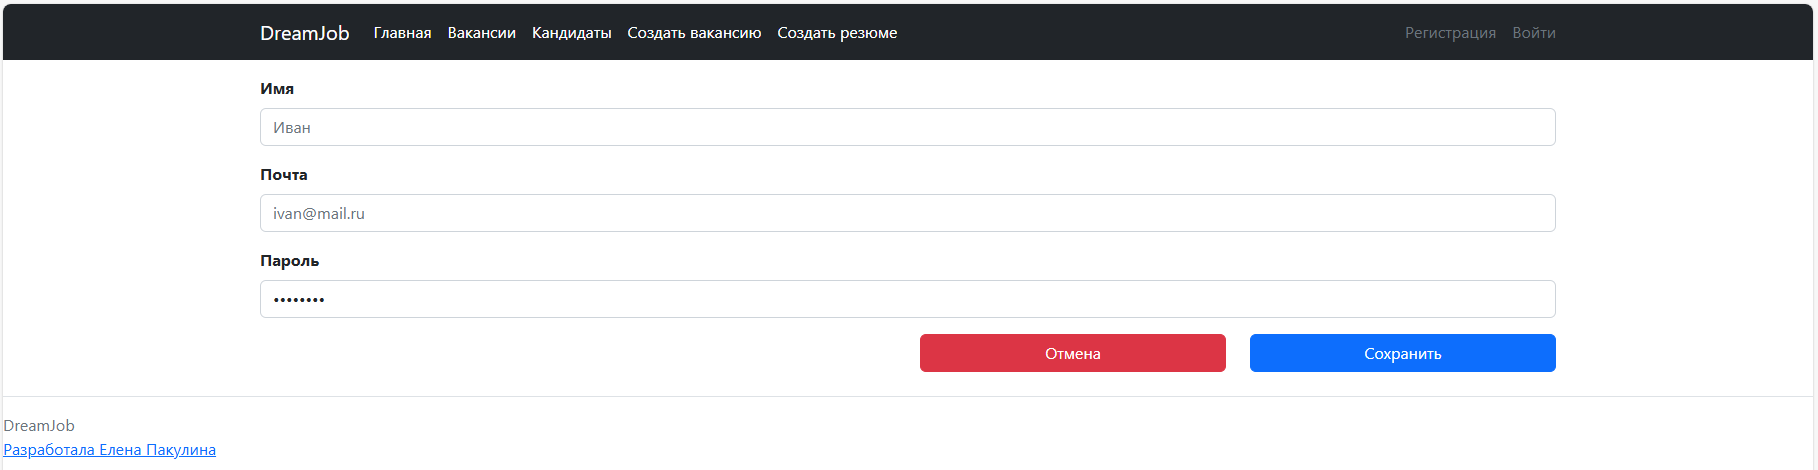 DreamJob Главная Вакансии Кандидаты Создать вакансию Создать резюме Регистрация Войти
Имя
Иван
Почта
ivan@mail.ru
Пароль
••••••••
Отмена Сохранить
DreamJob
Разработала Елена Пакулина